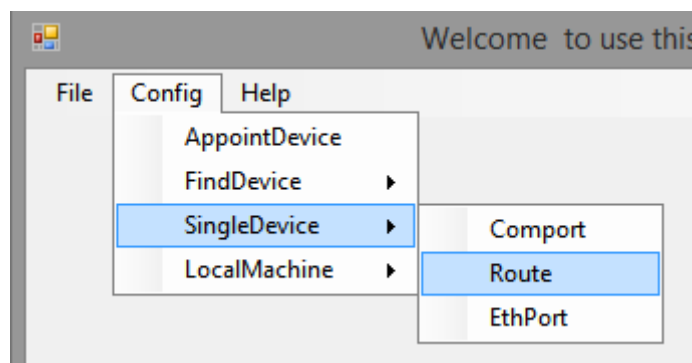 Welcome  to use this
File Config Help
AppointDevice
FindDevice
SingleDevice
Comport
LocalMachine
Route
EthPort